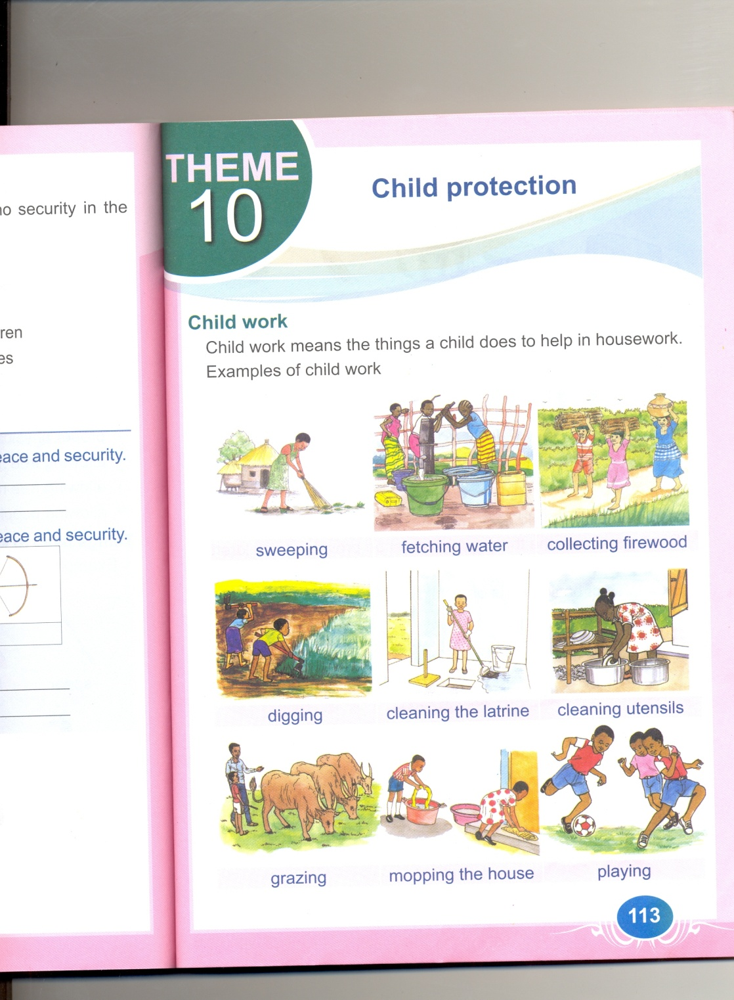 no security in the
ren
es
eace and security.
eace and security.
THEME
10
Child protection
Child work
Child work means the things a child does to help in housework.
Examples of child work
sweeping
fetching water
collecting firewood
digging
cleaning the latrine
cleaning utensils
grazing
mopping the house
playing
113